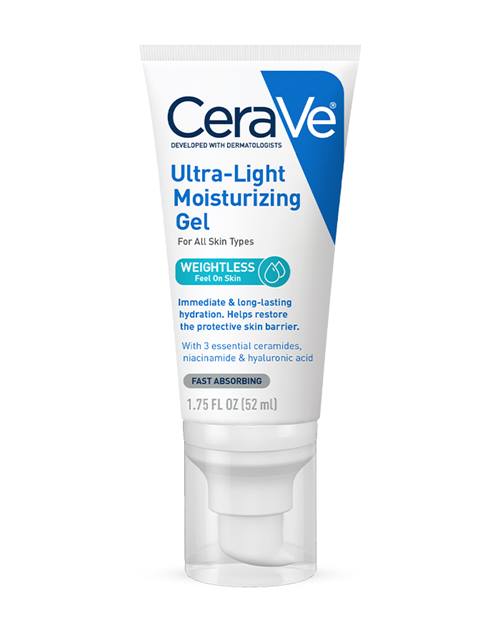 CeraVe®
DEVELOPED WITH DERMATOLOGISTS
Ultra-Light
Moisturizing
Gel
For All Skin Types
WEIGHTLESS
Feel On Skin
Immediate & long-lasting
hydration. Helps restore
the protective skin barrier.
With 3 essential ceramides,
niacinamide & hyaluronic acid
FAST ABSORBING
1.75 FL OZ (52 ml)